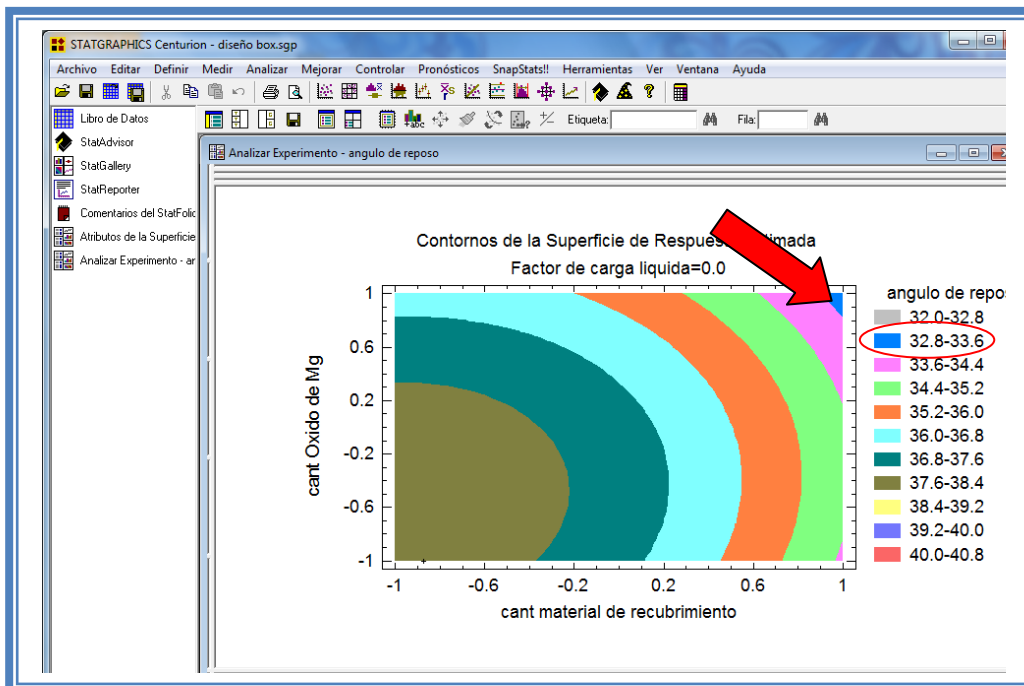 STATGRAPHICS Centurion - diseño box.sgp
Archivo Editar Definir Medir Analizar Mejorar Controlar Pronósticos SnapStats!! Herramientas Ver Ventana Ayuda
Etiqueta: Fila:
Libro de Datos
StatAdvisor
StatGallery
StatReporter
Comentarios del StatFolio
Atributos de la Superficie
Analizar Experimento - ar
Analizar Experimento - angulo de reposo
Contornos de la Superficie de Respuesta Estimada
Factor de carga liquida=0.0
angulo de repos
32.0-32.8
32.8-33.6
33.6-34.4
34.4-35.2
35.2-36.0
36.0-36.8
36.8-37.6
37.6-38.4
38.4-39.2
39.2-40.0
40.0-40.8
cant Oxido de Mg
1
0.6
0.2
-0.2
-0.6
-1
-1 -0.6 -0.2 0.2 0.6 1
cant material de recubrimiento